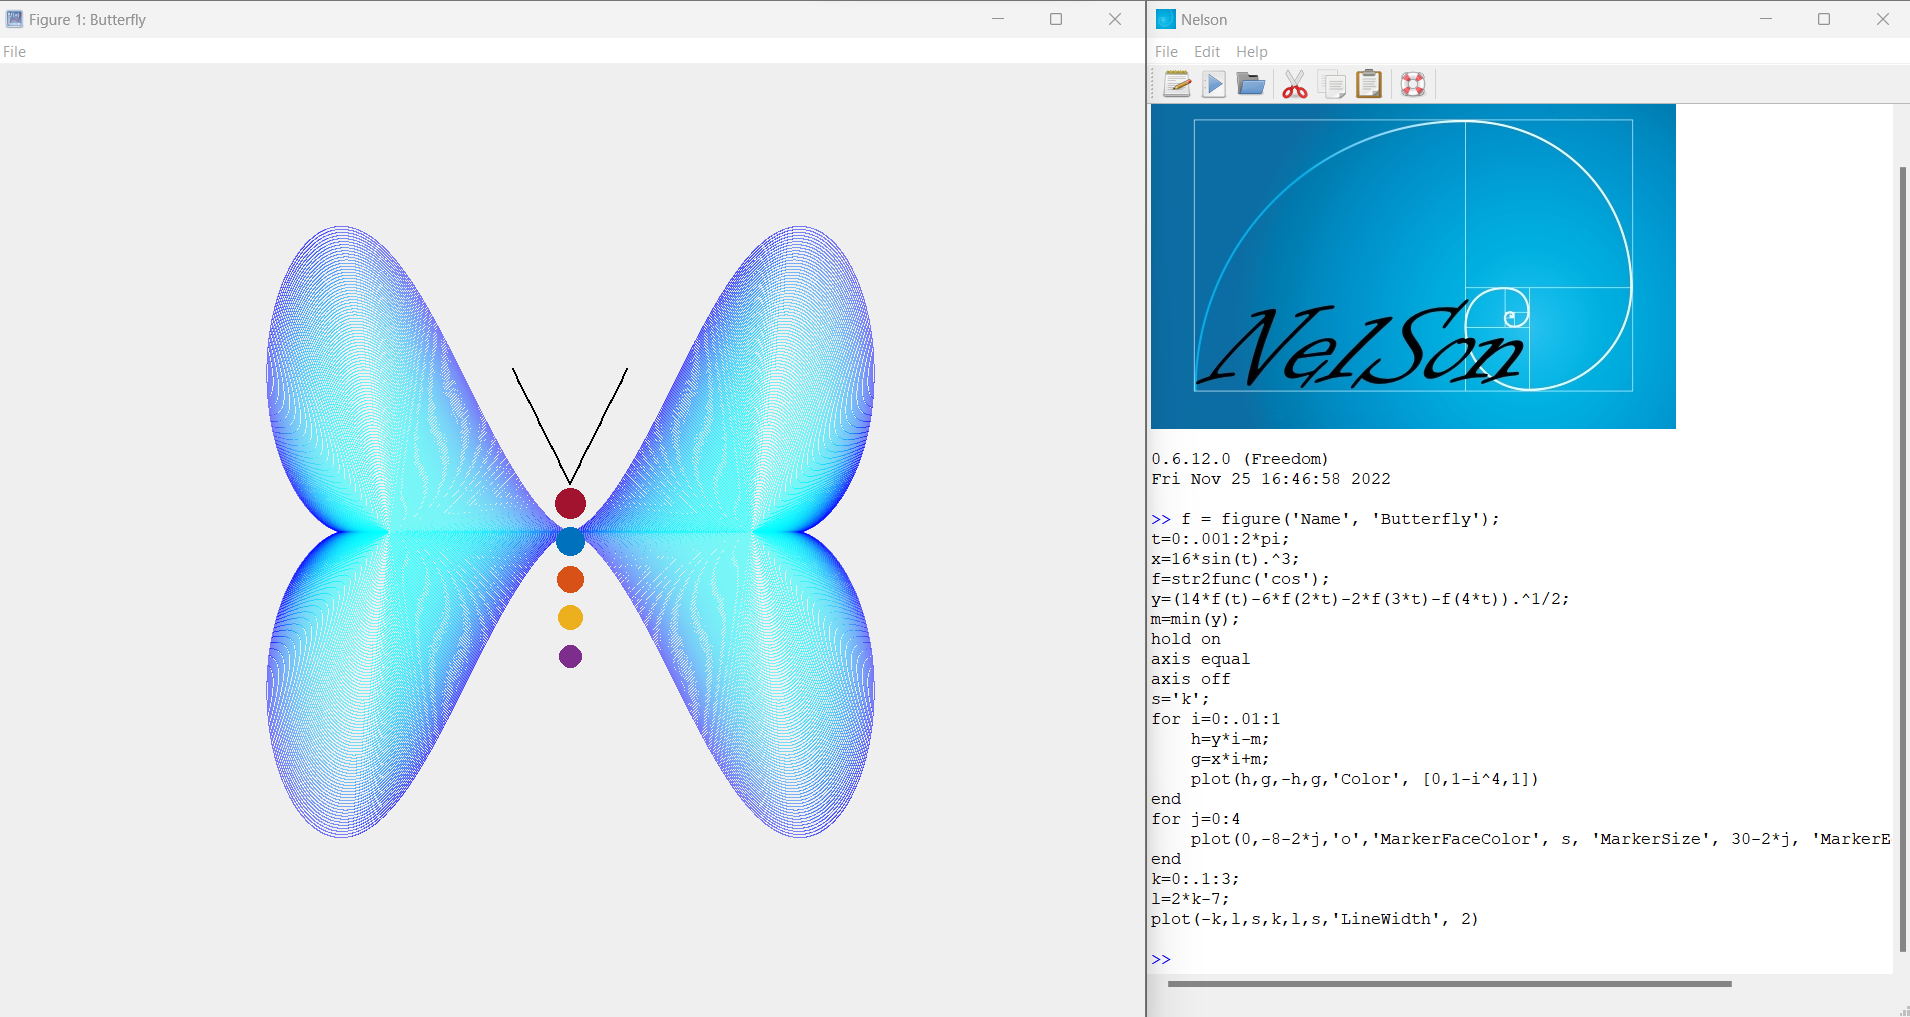 Figure 1: Butterfly
File
Nelson
File Edit Help
NelSon
0.6.12.0 (Freedom)
Fri Nov 25 16:46:58 2022
>> f = figure('Name', 'Butterfly');
t=0:.001:2*pi;
x=16*sin(t).^3;
f=str2func('cos');
y=(14*f(t)-6*f(2*t)-2*f(3*t)-f(4*t)).^1/2;
m=min(y);
hold on
axis equal
axis off
s='k';
for i=0:.01:1
    h=y*i-m;
    g=x*i+m;
    plot(h,g,-h,g,'Color', [0,1-i^4,1])
end
for j=0:4
    plot(0,-8-2*j,'o','MarkerFaceColor', s, 'MarkerSize', 30-2*j, 'MarkerE
end
k=0:.1:3;
l=2*k-7;
plot(-k,l,s,k,l,s,'LineWidth', 2)
>>